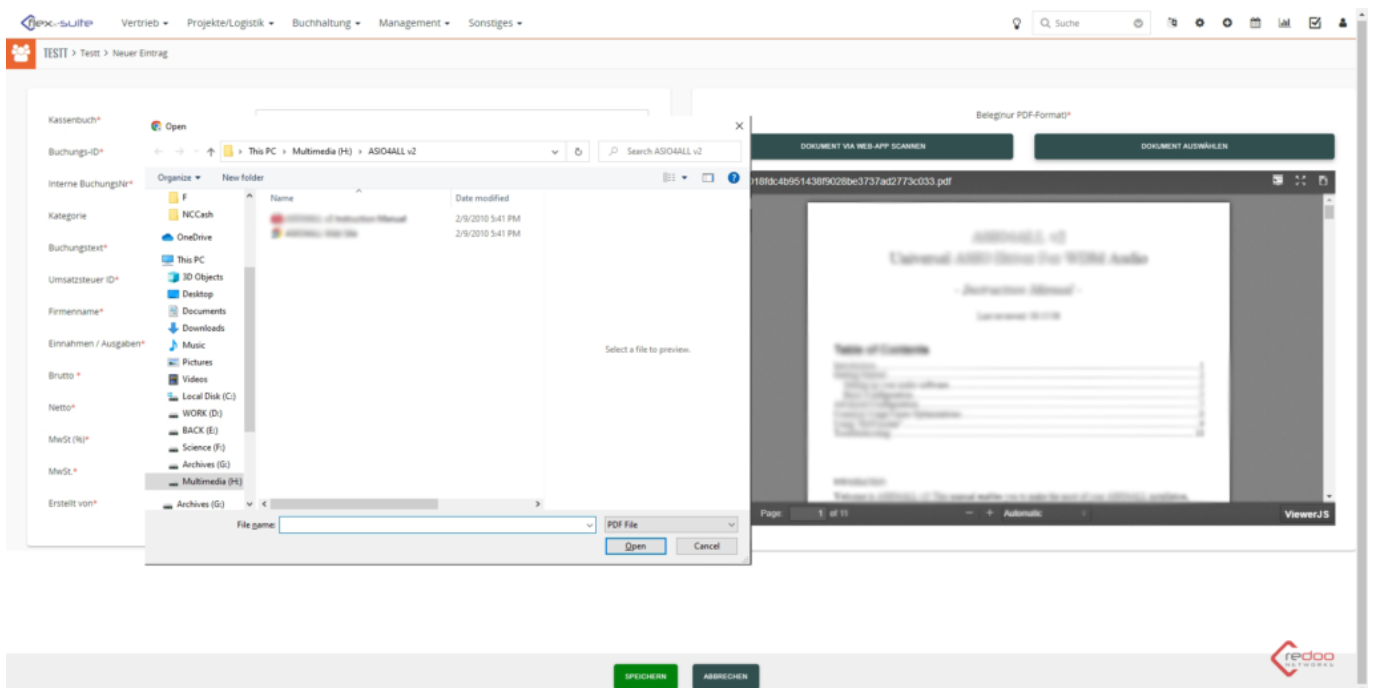 flex-suite Vertrieb Projekte/Logistik Buchhaltung Management Sonstiges Suche
TESTT > Testt > Neuer Eintrag
Kassenbuch*
Buchungs-ID*
Interne BuchungsNr*
Kategorie
Buchungstext*
Umsatzsteuer ID*
Firmenname*
Einnahmen / Ausgaben*
Brutto *
Netto*
MwSt (%)*
MwSt.*
Erstellt von*
Open
This PC > Multimedia (H:) > ASIO4ALL v2 Search ASIO4ALL v2
Organize New folder
Name Date modified
2/9/2010 5:41 PM
2/9/2010 5:41 PM
F
NCCash
OneDrive
This PC
3D Objects
Desktop
Documents
Downloads
Music
Pictures
Videos
Local Disk (C:)
WORK (D:)
BACK (E:)
Science (F:)
Archives (G:)
Multimedia (H:)
Archives (G:)
Select a file to preview.
File name: PDF File
Open Cancel
Beleg(nur PDF-Format)*
DOKUMENT VIA WEB-APP SCANNEN DOKUMENT AUSWÄHLEN
018fdc4b951438f9028be3737ad2773c033.pdf
Table of Contents
Page: 1 of 11 − + Automatic ViewerJS
SPEICHERN ABBRECHEN
redoo
NETWORKS